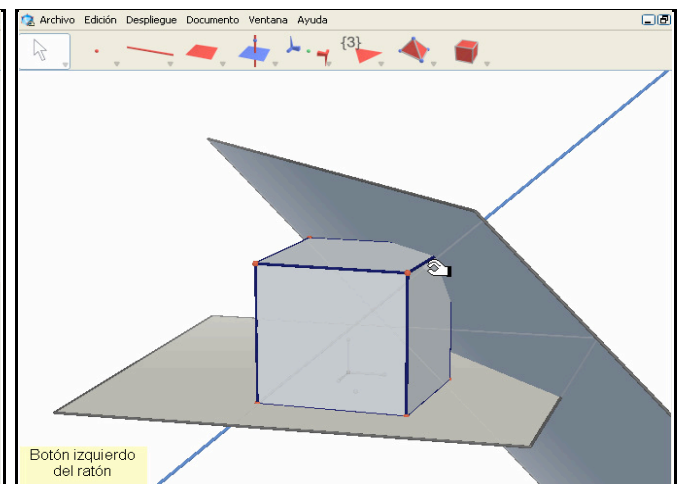 Archivo Edición Despliegue Documento Ventana Ayuda
{3}
Botón izquierdo
del ratón